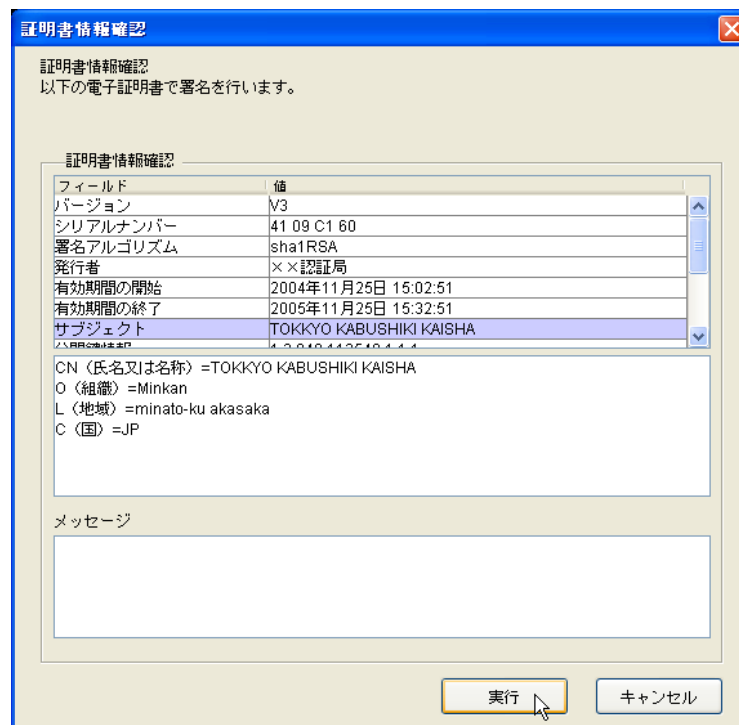 証明書情報確認
証明書情報確認
以下の電子証明書で署名を行います。
証明書情報確認
フィールド 値
バージョン V3
シリアルナンバー 41 09 C1 60
署名アルゴリズム sha1RSA
発行者 ××認証局
有効期間の開始 2004年11月25日 15:02:51
有効期間の終了 2005年11月25日 15:32:51
サブジェクト TOKKYO KABUSHIKI KAISHA
CN（氏名又は名称）=TOKKYO KABUSHIKI KAISHA
O（組織）=Minkan
L（地域）=minato-ku akasaka
C（国）=JP
メッセージ
実行 キャンセル